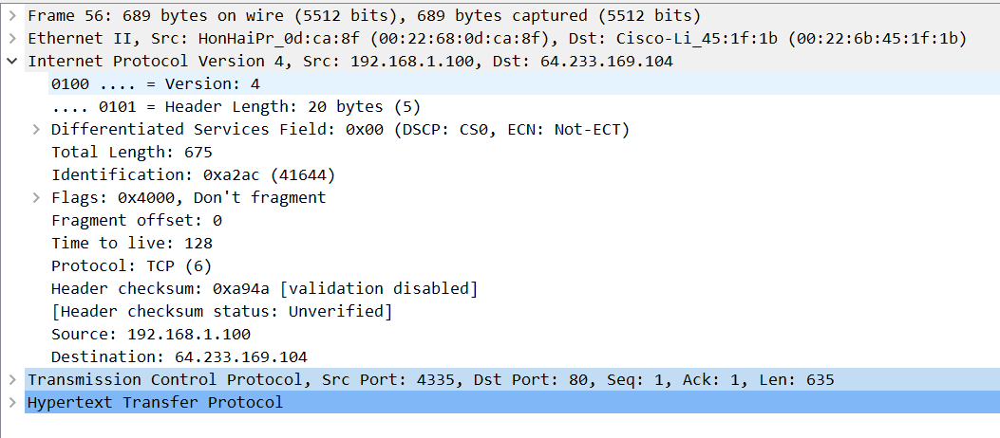 Frame 56: 689 bytes on wire (5512 bits), 689 bytes captured (5512 bits)
Ethernet II, Src: HonHaiPr_0d:ca:8f (00:22:68:0d:ca:8f), Dst: Cisco-Li_45:1f:1b (00:22:6b:45:1f:1b)
Internet Protocol Version 4, Src: 192.168.1.100, Dst: 64.233.169.104
0100 .... = Version: 4
.... 0101 = Header Length: 20 bytes (5)
Differentiated Services Field: 0x00 (DSCP: CS0, ECN: Not-ECT)
Total Length: 675
Identification: 0xa2ac (41644)
Flags: 0x4000, Don't fragment
Fragment offset: 0
Time to live: 128
Protocol: TCP (6)
Header checksum: 0xa94a [validation disabled]
[Header checksum status: Unverified]
Source: 192.168.1.100
Destination: 64.233.169.104
Transmission Control Protocol, Src Port: 4335, Dst Port: 80, Seq: 1, Ack: 1, Len: 635
Hypertext Transfer Protocol